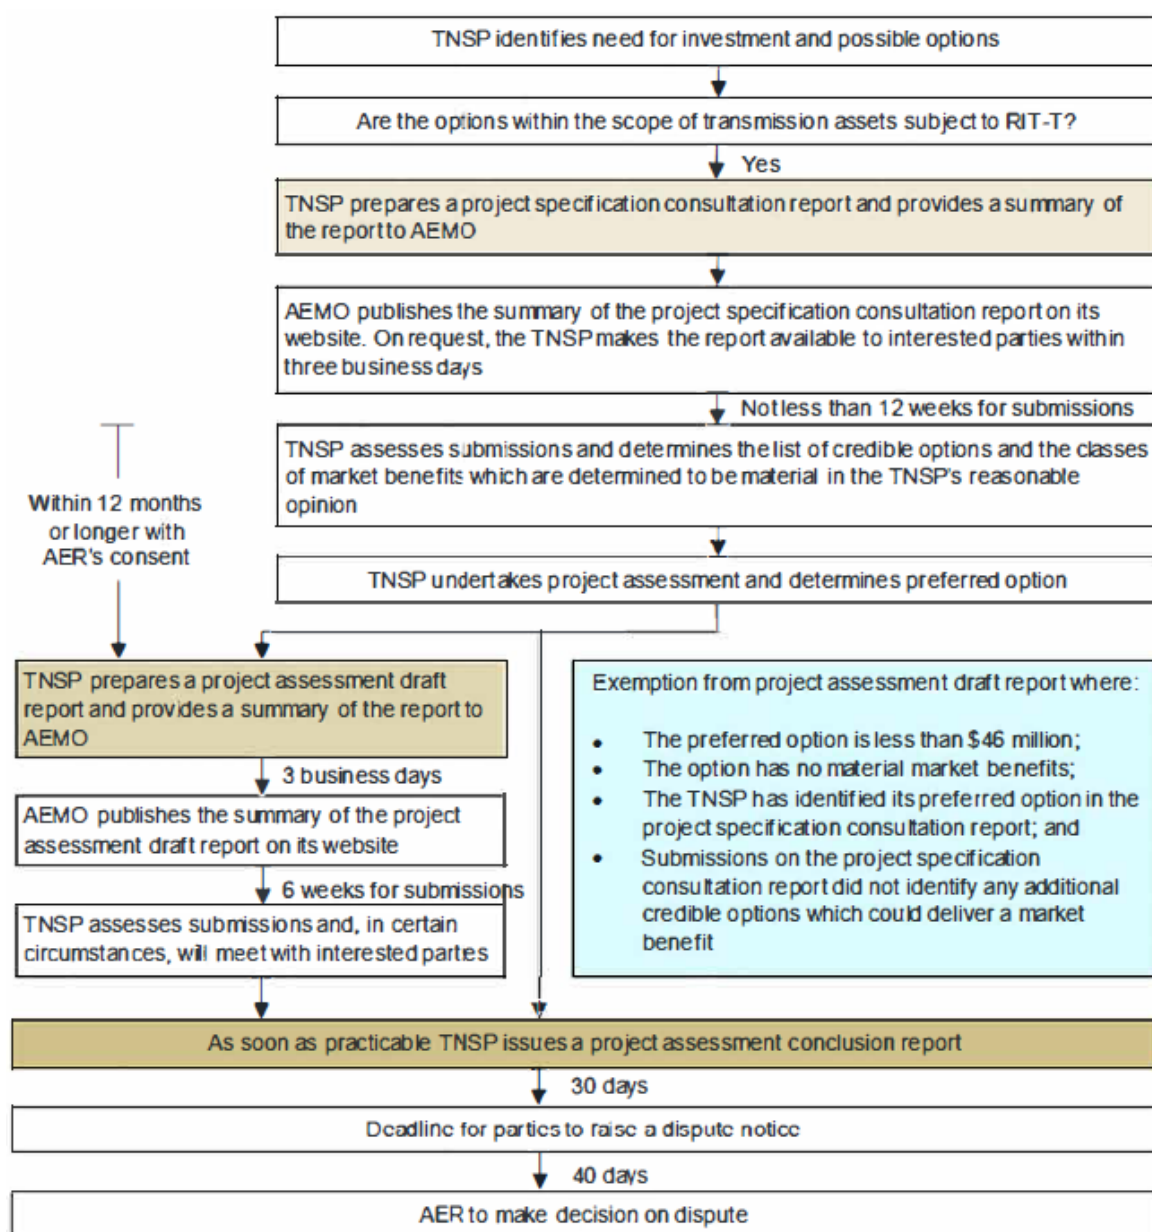 TNSP identifies need for investment and possible options
Are the options within the scope of transmission assets subject to RIT-T?
Yes
TNSP prepares a project specification consultation report and provides a summary of
the report to AEMO
AEMO publishes the summary of the project specification consultation report on its
website. On request, the TNSP makes the report available to interested parties within
three business days
Not less than 12 weeks for submissions
TNSP assesses submissions and determines the list of credible options and the classes
of market benefits which are determined to be material in the TNSP's reasonable
opinion
Within 12 months
or longer with
AER's consent
TNSP undertakes project assessment and determines preferred option
TNSP prepares a project assessment draft
report and provides a summary of the report to
AEMO
3 business days
AEMO publishes the summary of the project
assessment draft report on its website
6 weeks for submissions
TNSP assesses submissions and, in certain
circumstances, will meet with interested parties
Exemption from project assessment draft report where:
• The preferred option is less than $46 million;
• The option has no material market benefits;
• The TNSP has identified its preferred option in the
project specification consultation report; and
• Submissions on the project specification
consultation report did not identify any additional
credible options which could deliver a market
benefit
As soon as practicable TNSP issues a project assessment conclusion report
30 days
Deadline for parties to raise a dispute notice
40 days
AER to make decision on dispute